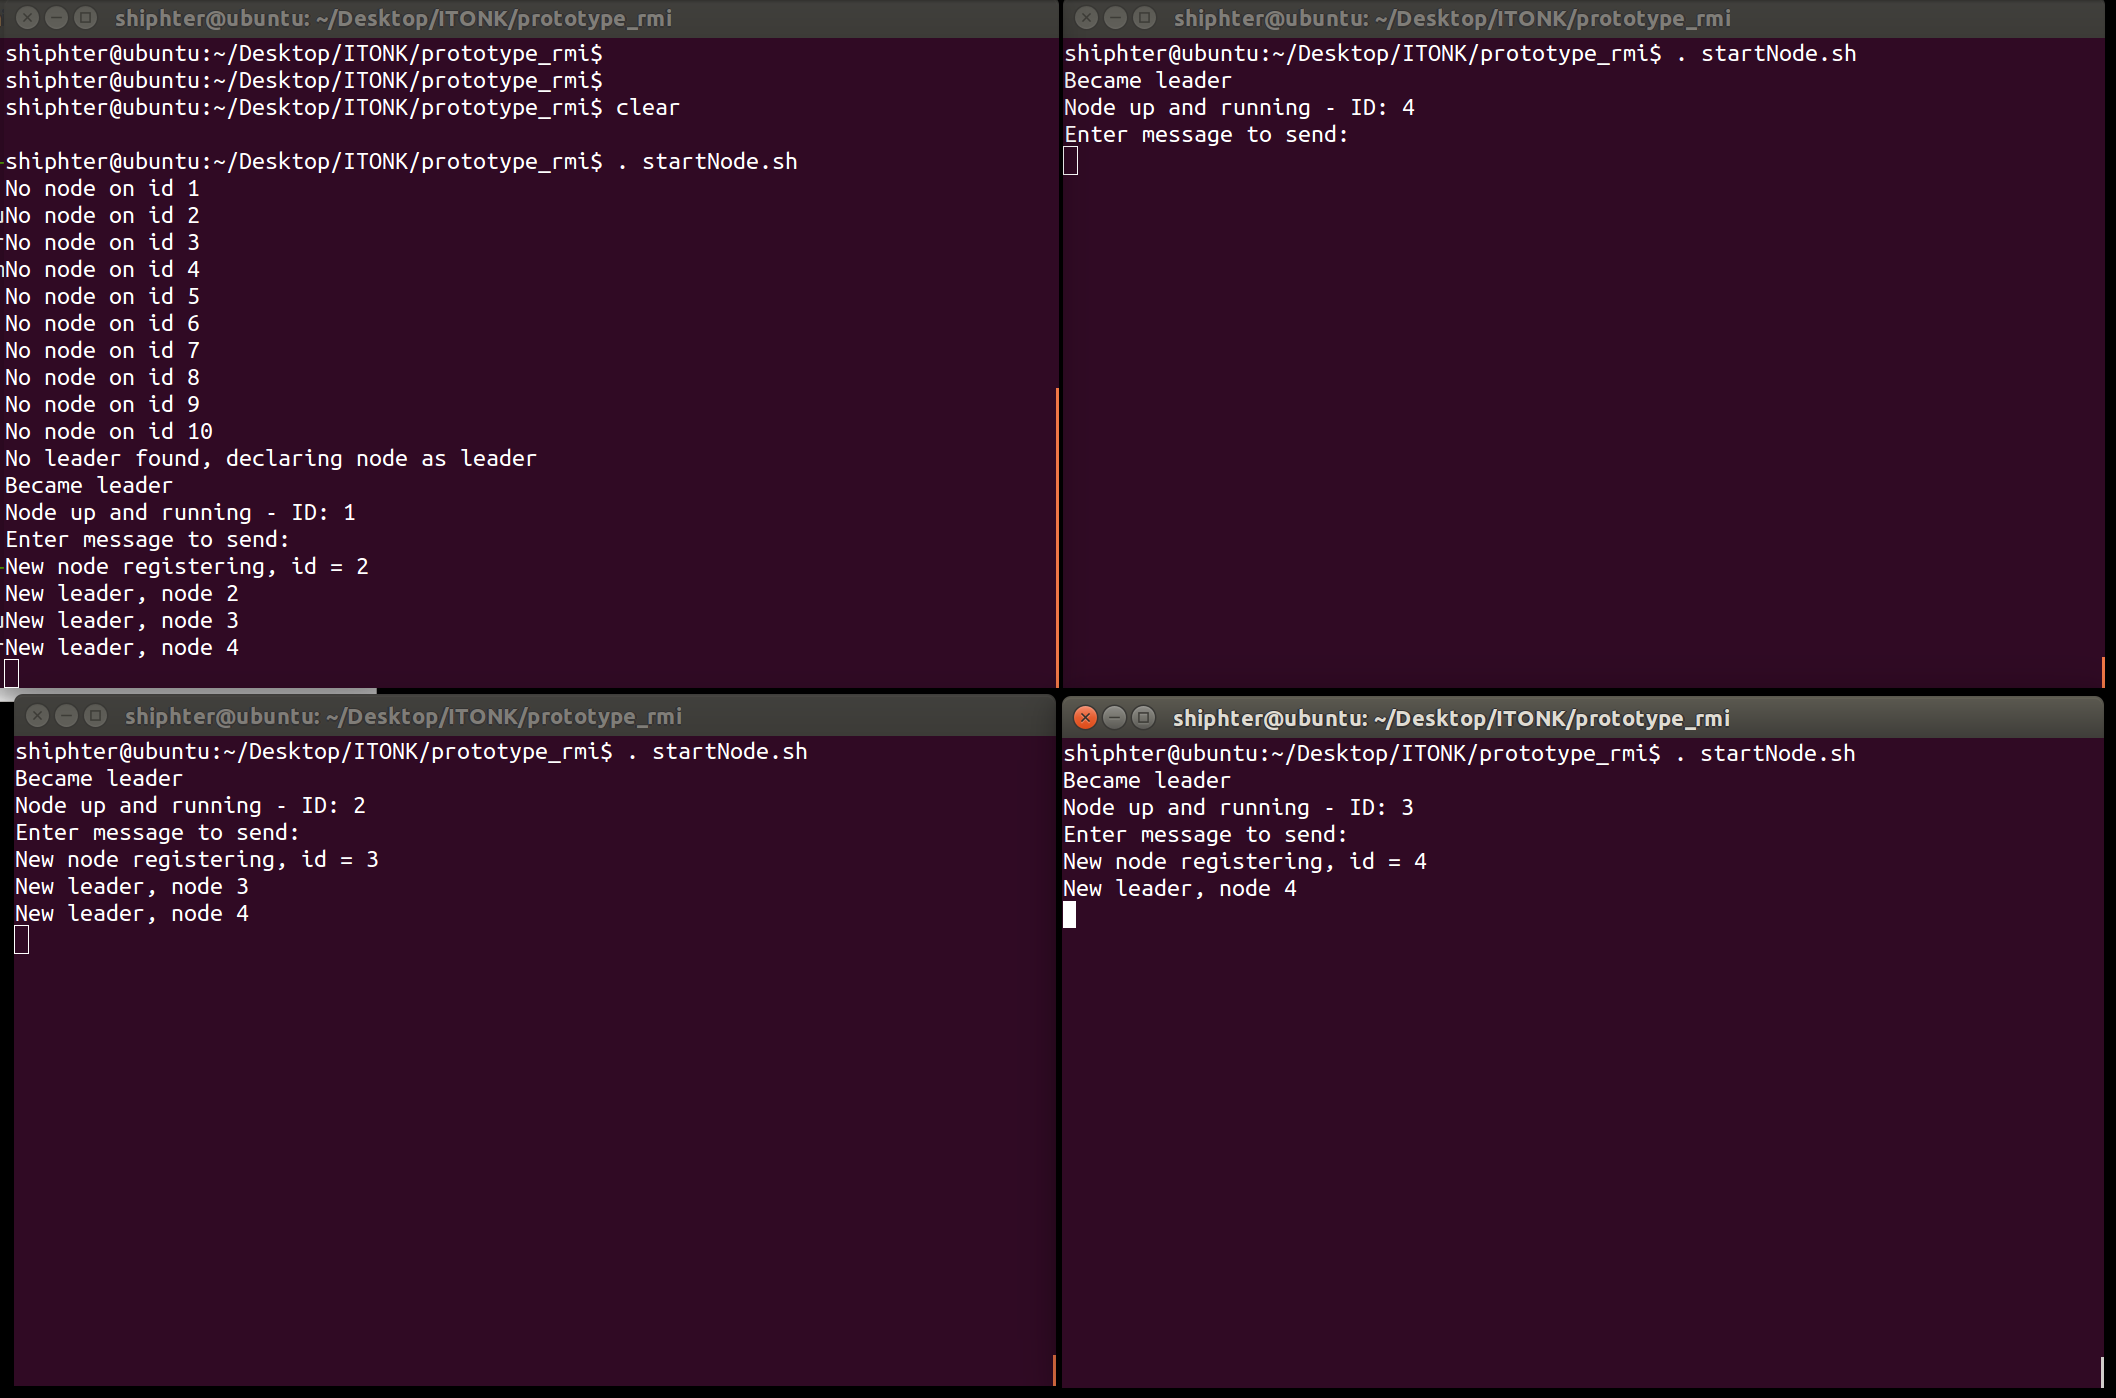 shiphter@ubuntu: ~/Desktop/ITONK/prototype_rmi
shiphter@ubuntu:~/Desktop/ITONK/prototype_rmi$
shiphter@ubuntu:~/Desktop/ITONK/prototype_rmi$
shiphter@ubuntu:~/Desktop/ITONK/prototype_rmi$ clear
shiphter@ubuntu:~/Desktop/ITONK/prototype_rmi$ . startNode.sh
No node on id 1
No node on id 2
No node on id 3
No node on id 4
No node on id 5
No node on id 6
No node on id 7
No node on id 8
No node on id 9
No node on id 10
No leader found, declaring node as leader
Became leader
Node up and running - ID: 1
Enter message to send:
New node registering, id = 2
New leader, node 2
New leader, node 3
New leader, node 4
shiphter@ubuntu: ~/Desktop/ITONK/prototype_rmi
shiphter@ubuntu:~/Desktop/ITONK/prototype_rmi$ . startNode.sh
Became leader
Node up and running - ID: 4
Enter message to send:
shiphter@ubuntu: ~/Desktop/ITONK/prototype_rmi
shiphter@ubuntu:~/Desktop/ITONK/prototype_rmi$ . startNode.sh
Became leader
Node up and running - ID: 2
Enter message to send:
New node registering, id = 3
New leader, node 3
New leader, node 4
shiphter@ubuntu: ~/Desktop/ITONK/prototype_rmi
shiphter@ubuntu:~/Desktop/ITONK/prototype_rmi$ . startNode.sh
Became leader
Node up and running - ID: 3
Enter message to send:
New node registering, id = 4
New leader, node 4